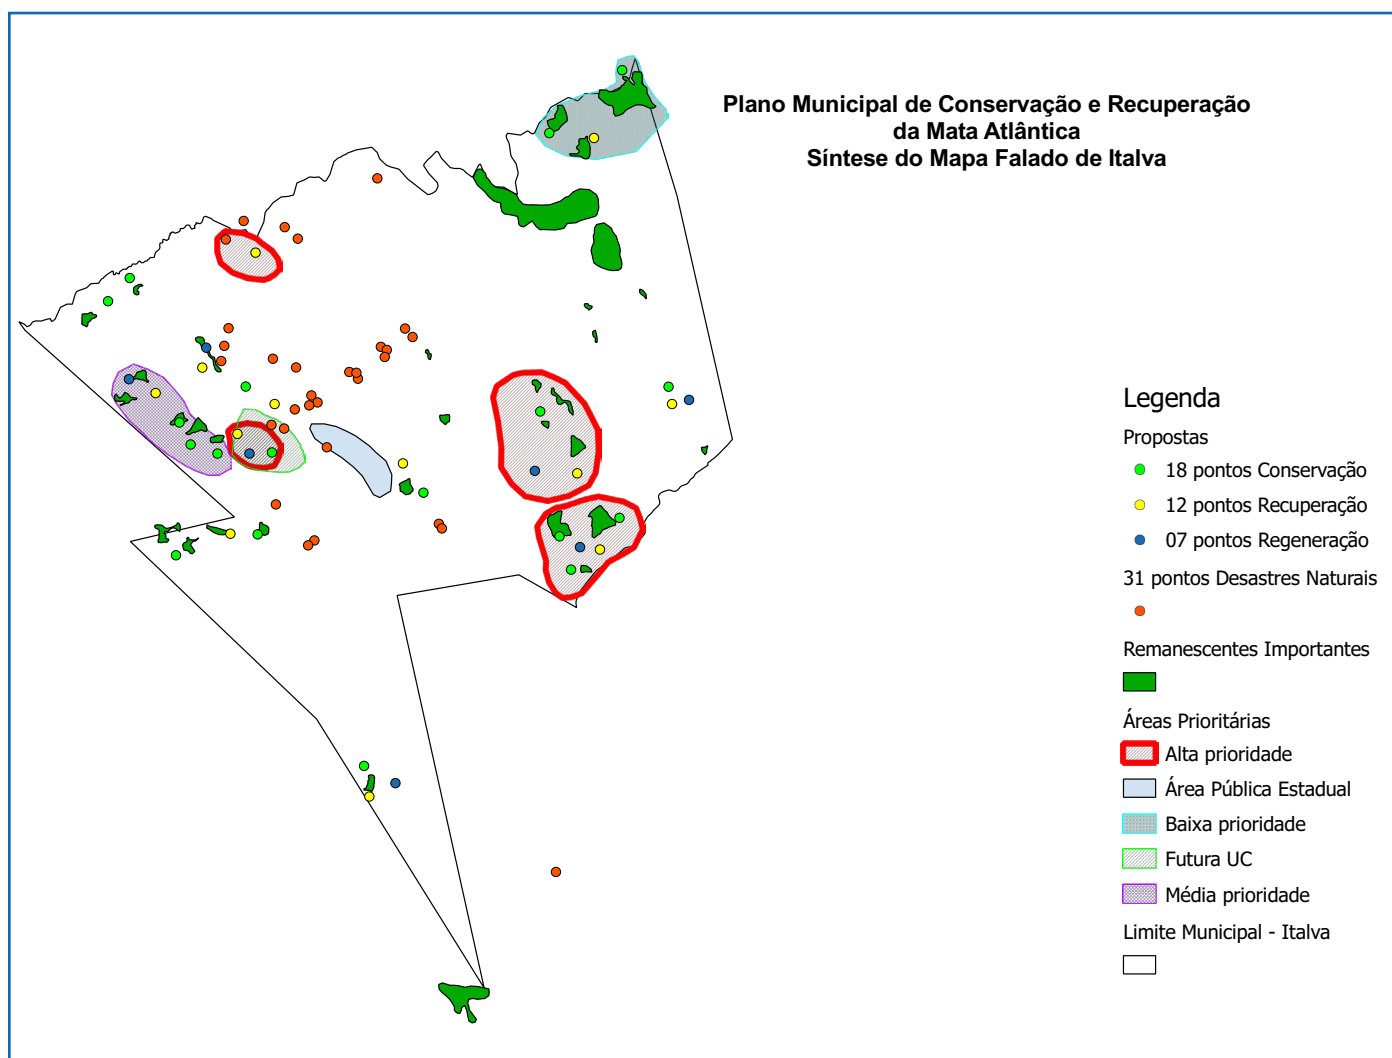 Plano Municipal de Conservação e Recuperação
da Mata Atlântica
Síntese do Mapa Falado de Italva
Legenda
Propostas
18 pontos Conservação
12 pontos Recuperação
07 pontos Regeneração
31 pontos Desastres Naturais
Remanescentes Importantes
Áreas Prioritárias
Alta prioridade
Área Pública Estadual
Baixa prioridade
Futura UC
Média prioridade
Limite Municipal - Italva